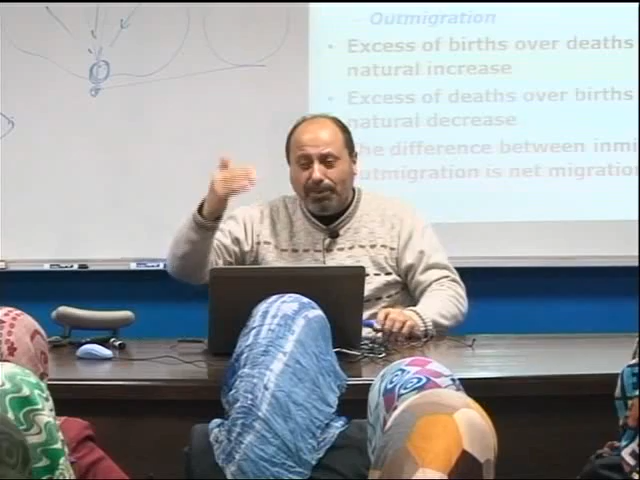 Outmigration
• Excess of births over deaths
natural increase
• Excess of deaths over births
natural decrease
The difference between inmi
outmigration is net migration